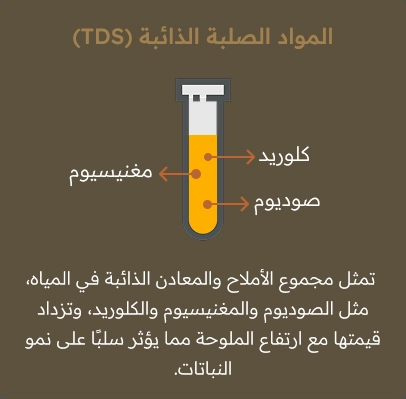 المواد الصلبة الذائبة (TDS)
كلوريد
مغنيسيوم
صوديوم
تمثل مجموع الأملاح والمعادن الذائبة في المياه،
مثل الصوديوم والمغنيسيوم والكلوريد، وتزداد
قيمتها مع ارتفاع الملوحة مما يؤثر سلبًا على نمو
النباتات.